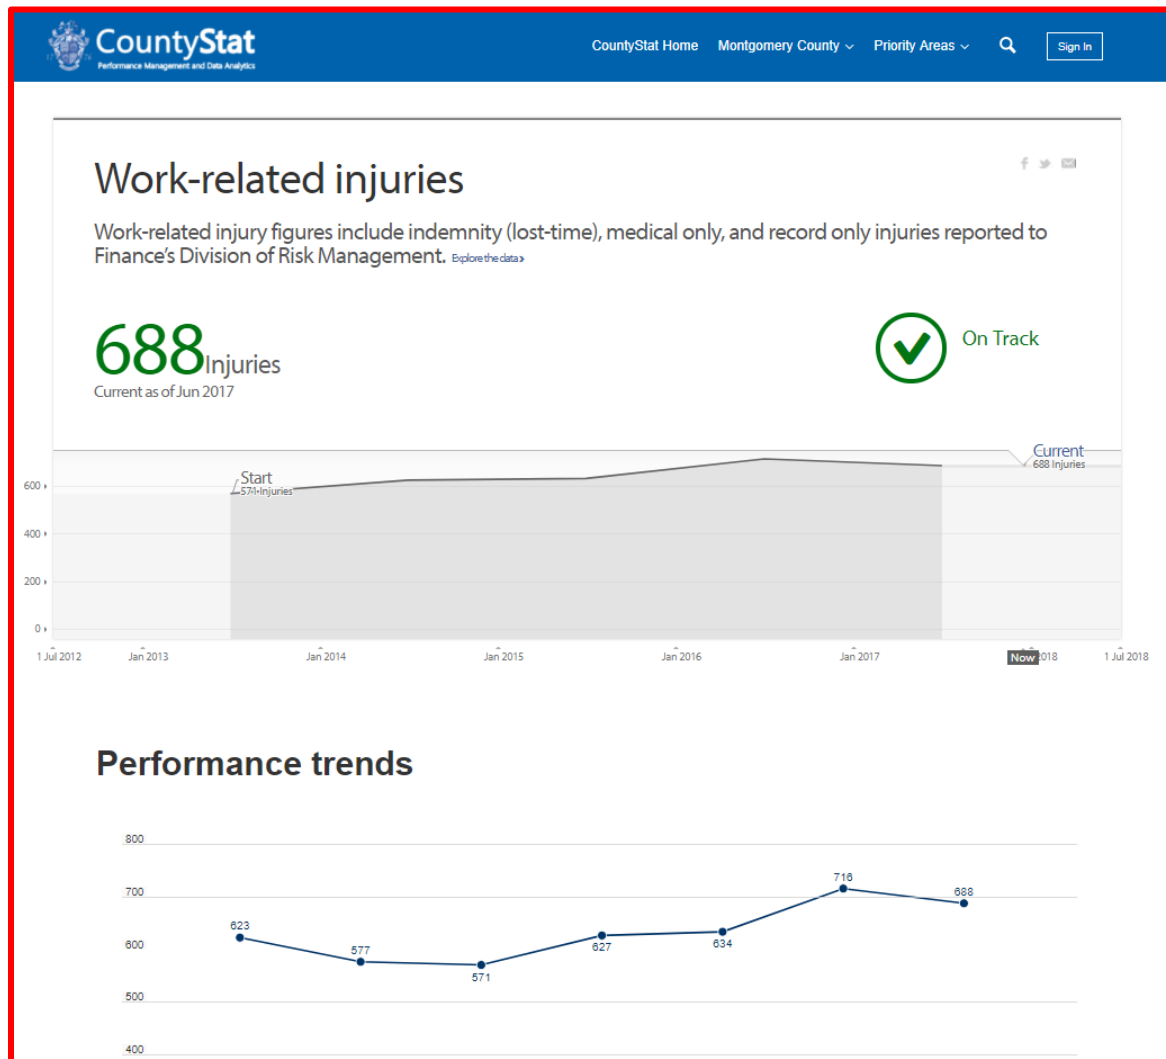 CountyStat
Performance Management and Data Analytics
CountyStat Home Montgomery County Priority Areas Sign In
Work-related injuries
Work-related injury figures include indemnity (lost-time), medical only, and record only injuries reported to
Finance's Division of Risk Management. Explore the data
688 Injuries
Current as of Jun 2017
On Track
Current
688 Injuries
Start
571 Injuries
600
400
200
0
1 Jul 2012 Jan 2013 Jan 2014 Jan 2015 Jan 2016 Jan 2017 Now 2018 1 Jul 2018
Performance trends
800
716
700
688
623
634
627
600
577
571
500
400